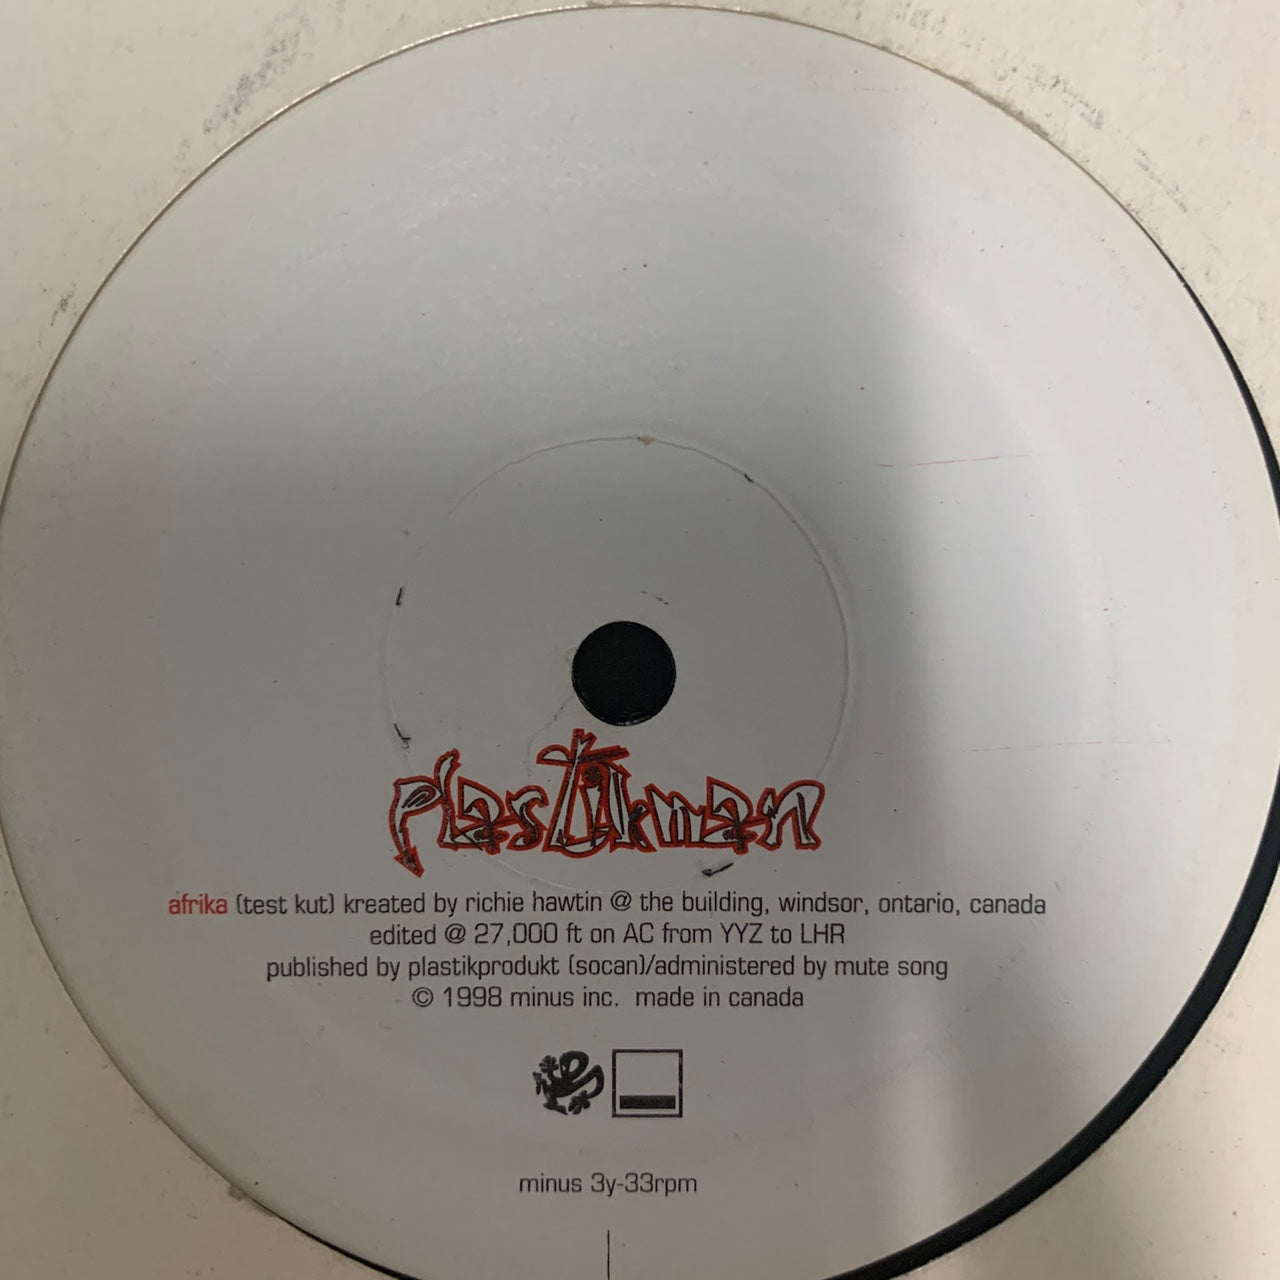 plastikman
afrika (test kut) kreated by richie hawtin @ the building, windsor, ontario, canada
edited @ 27,000 ft on AC from YYZ to LHR
published by plastikprodukt (socan)/administered by mute song
© 1998 minus inc. made in canada
minus 3y-33rpm